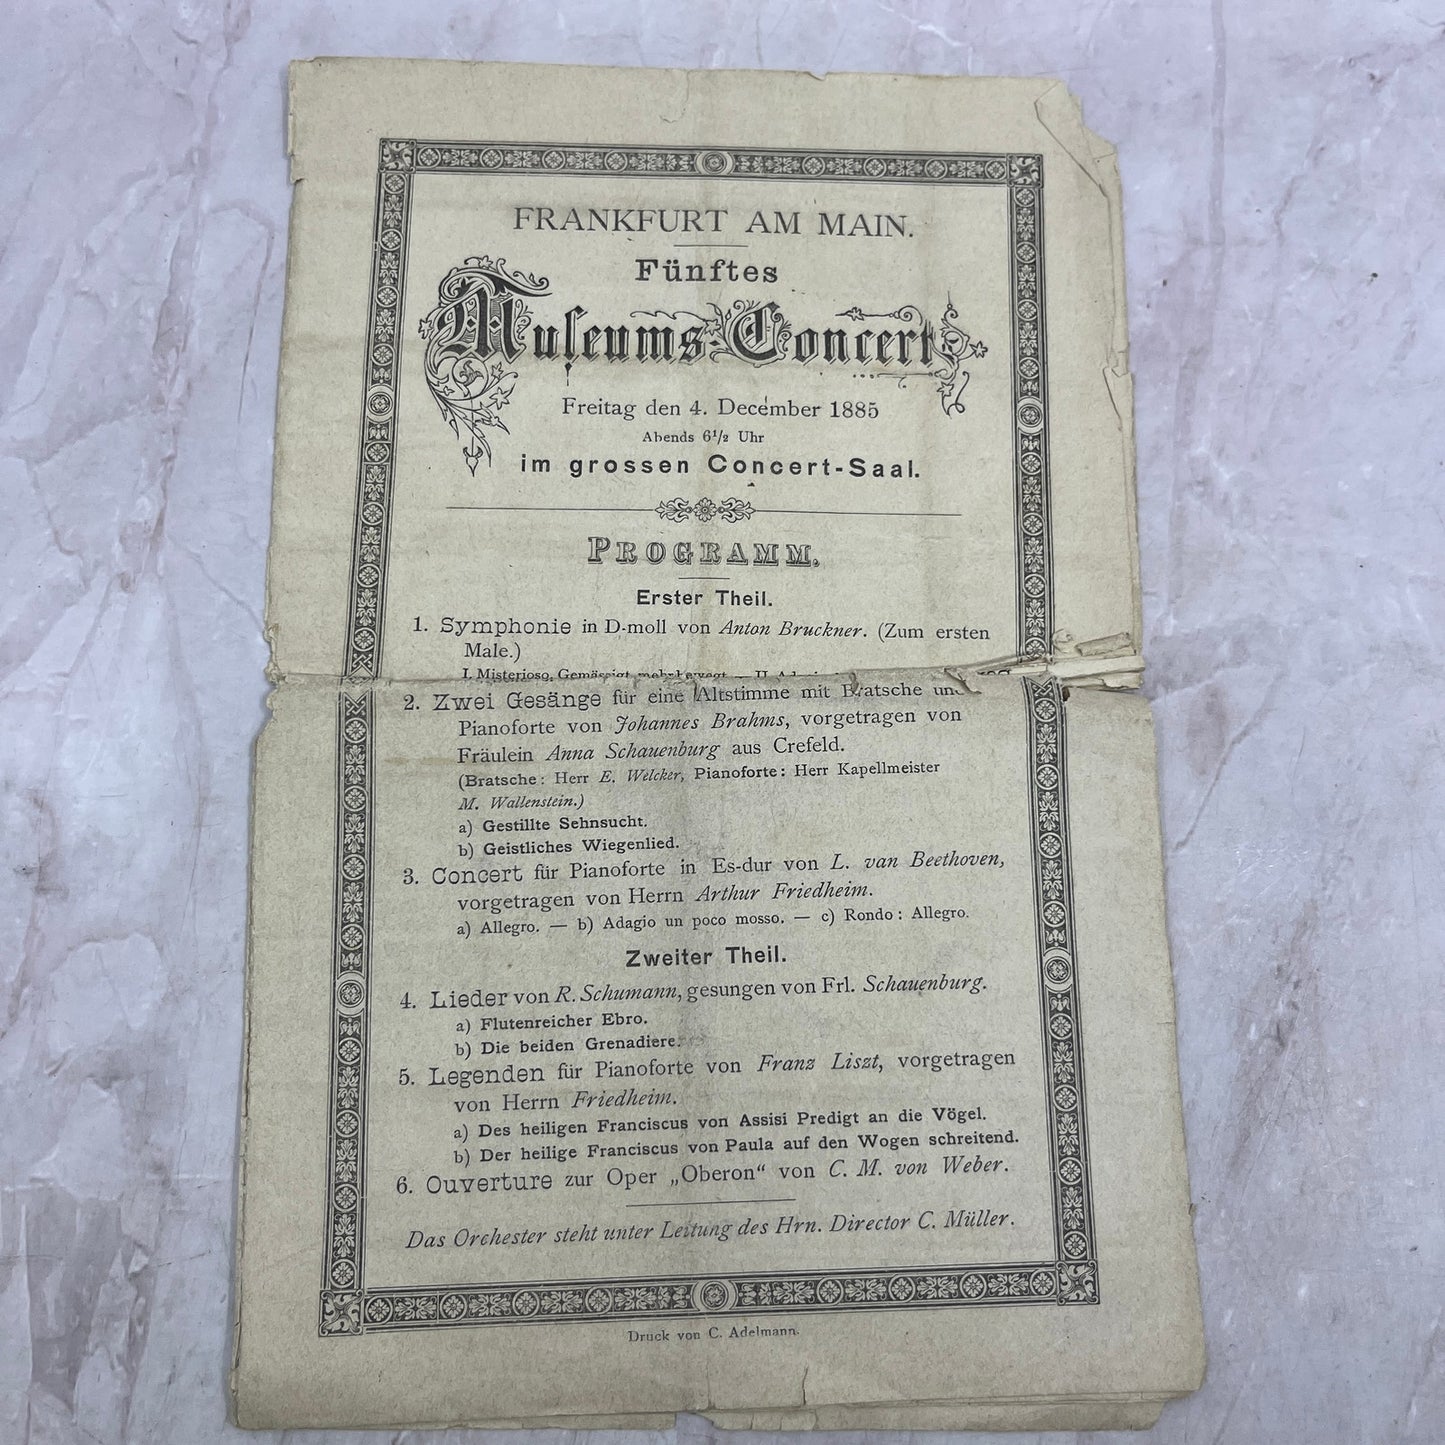 FRANKFURT AM MAIN.
Fünftes
Museums-Concert
Freitag den 4. December 1885
Abends 6½ Uhr
im grossen Concert-Saal.
PROGRAMM.
Erster Theil.
1. Symphonie in D-moll von Anton Bruckner. (Zum ersten
Male.)
I. Misterioso, Gemässigt, mehr bewegt — II.
2. Zwei Gesänge für eine Altstimme mit Bratsche und
Pianoforte von Johannes Brahms, vorgetragen von
Fräulein Anna Schauenburg aus Crefeld.
(Bratsche: Herr E. Welcker, Pianoforte: Herr Kapellmeister
M. Wallenstein.)
a) Gestillte Sehnsucht.
b) Geistliches Wiegenlied.
3. Concert für Pianoforte in Es-dur von L. van Beethoven,
vorgetragen von Herrn Arthur Friedheim.
a) Allegro. — b) Adagio un poco mosso. — c) Rondo: Allegro.
Zweiter Theil.
4. Lieder von R. Schumann, gesungen von Frl. Schauenburg.
a) Flutenreicher Ebro.
b) Die beiden Grenadiere.
5. Legenden für Pianoforte von Franz Liszt, vorgetragen
von Herrn Friedheim.
a) Des heiligen Franciscus von Assisi Predigt an die Vögel.
b) Der heilige Franciscus von Paula auf den Wogen schreitend.
6. Ouverture zur Oper „Oberon“ von C. M. von Weber.
Das Orchester steht unter Leitung des Hrn. Director C. Müller.
Druck von C. Adelmann.